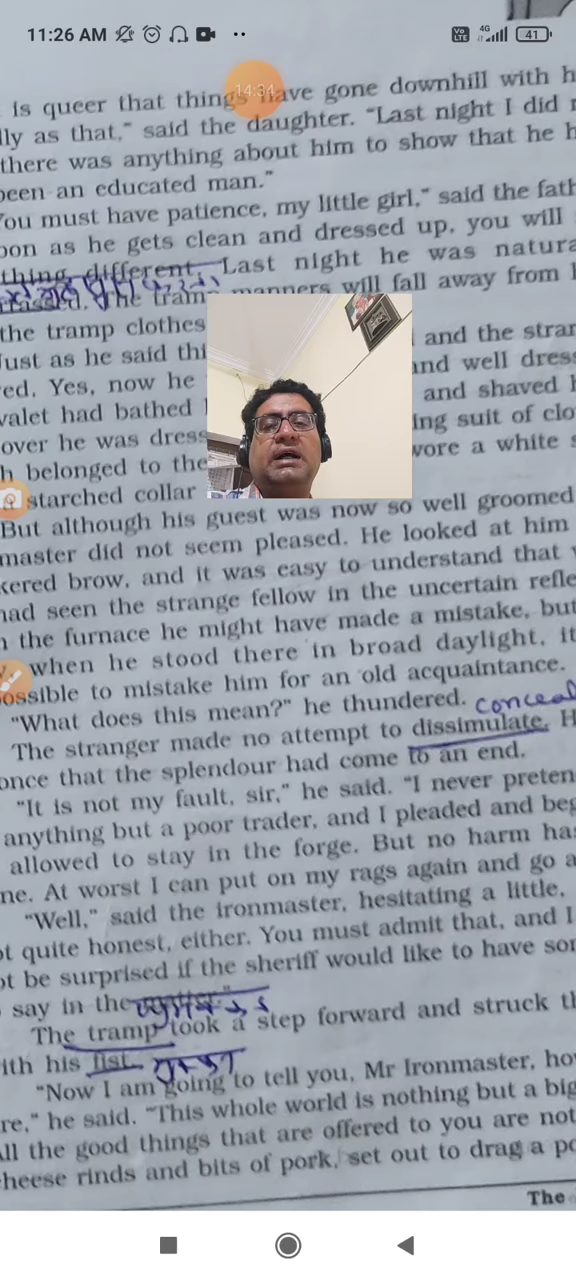 11:26 AM
4G
Vo
LTE
41
14:34
is queer that things have gone downhill with h
lly as that," said the daughter. "Last night I did
there was anything about him to show that he h
been an educated man."
You must have patience, my little girl," said the fath
oon as he gets clean and dressed up, you will
thing different. Last night he was natura
rrassed. The tramp manners will fall away from
the tramp clothes
and the stran
Just as he said thi
and well dress
ed. Yes, now he
and shaved
valet had bathed
ing suit of clo
over he was dress
wore a white s
h belonged to the
starched collar
But although his guest was now so well groomed
master did not seem pleased. He looked at him
kered brow, and it was easy to understand that
had seen the strange fellow in the uncertain refle
n the furnace he might have made a mistake, but
when he stood there in broad daylight, it
possible to mistake him for an old acquaintance.
"What does this mean?" he thundered.
conceal
The stranger made no attempt to dissimulate. H
once that the splendour had come to an end.
"It is not my fault, sir," he said. "I never preten
anything but a poor trader, and I pleaded and beg
allowed to stay in the forge. But no harm has
ne. At worst I can put on my rags again and go a
"Well," said the ironmaster, hesitating a little,
ot quite honest, either. You must admit that, and I
ot be surprised if the sheriff would like to have som
say in the
The tramp took a step forward and struck th
ith his fist. मुक्का
"Now I am going to tell you, Mr Ironmaster, how
re," he said. "This whole world is nothing but a big
All the good things that are offered to you are not
cheese rinds and bits of pork, set out to drag a po
The